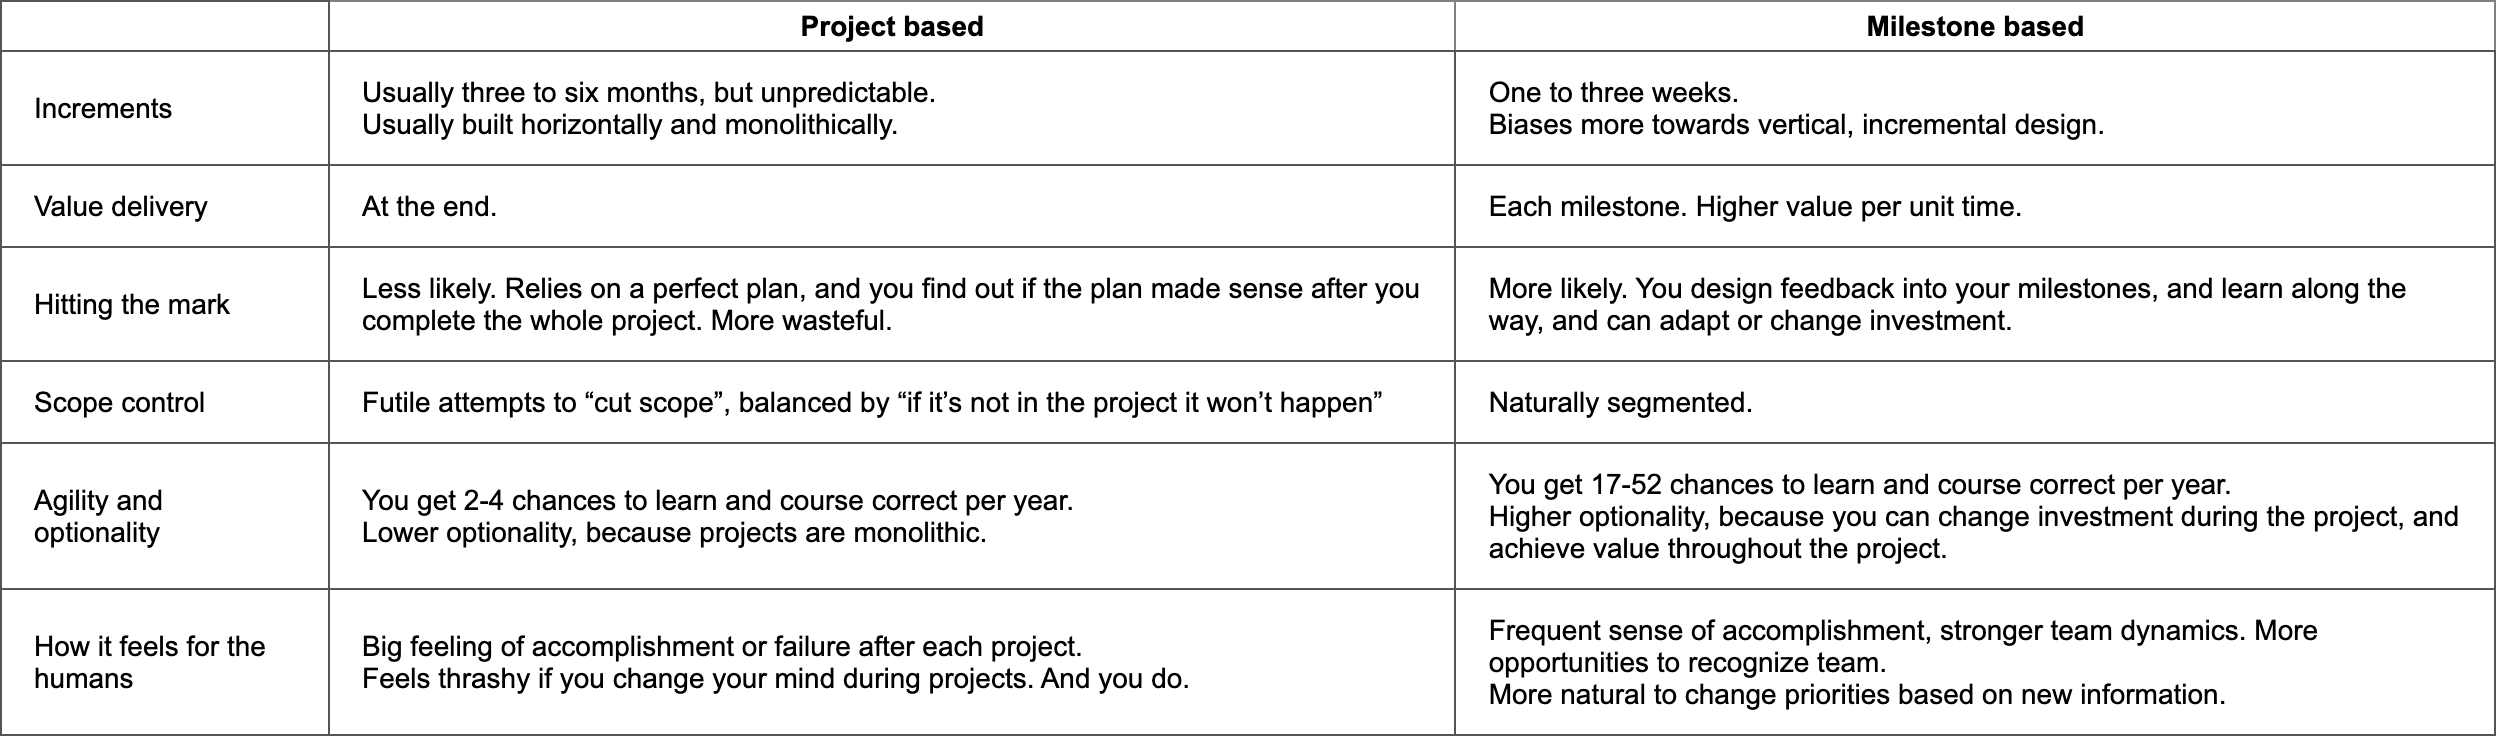 Project based
Milestone based
Increments
Usually three to six months, but unpredictable.
Usually built horizontally and monolithically.
One to three weeks.
Biases more towards vertical, incremental design.
Value delivery
At the end.
Each milestone. Higher value per unit time.
Hitting the mark
Less likely. Relies on a perfect plan, and you find out if the plan made sense after you
complete the whole project. More wasteful.
More likely. You design feedback into your milestones, and learn along the
way, and can adapt or change investment.
Scope control
Futile attempts to “cut scope”, balanced by “if it’s not in the project it won’t happen”
Naturally segmented.
Agility and
optionality
You get 2-4 chances to learn and course correct per year.
Lower optionality, because projects are monolithic.
You get 17-52 chances to learn and course correct per year.
Higher optionality, because you can change investment during the project, and
achieve value throughout the project.
How it feels for the
humans
Big feeling of accomplishment or failure after each project.
Feels thrashy if you change your mind during projects. And you do.
Frequent sense of accomplishment, stronger team dynamics. More
opportunities to recognize team.
More natural to change priorities based on new information.